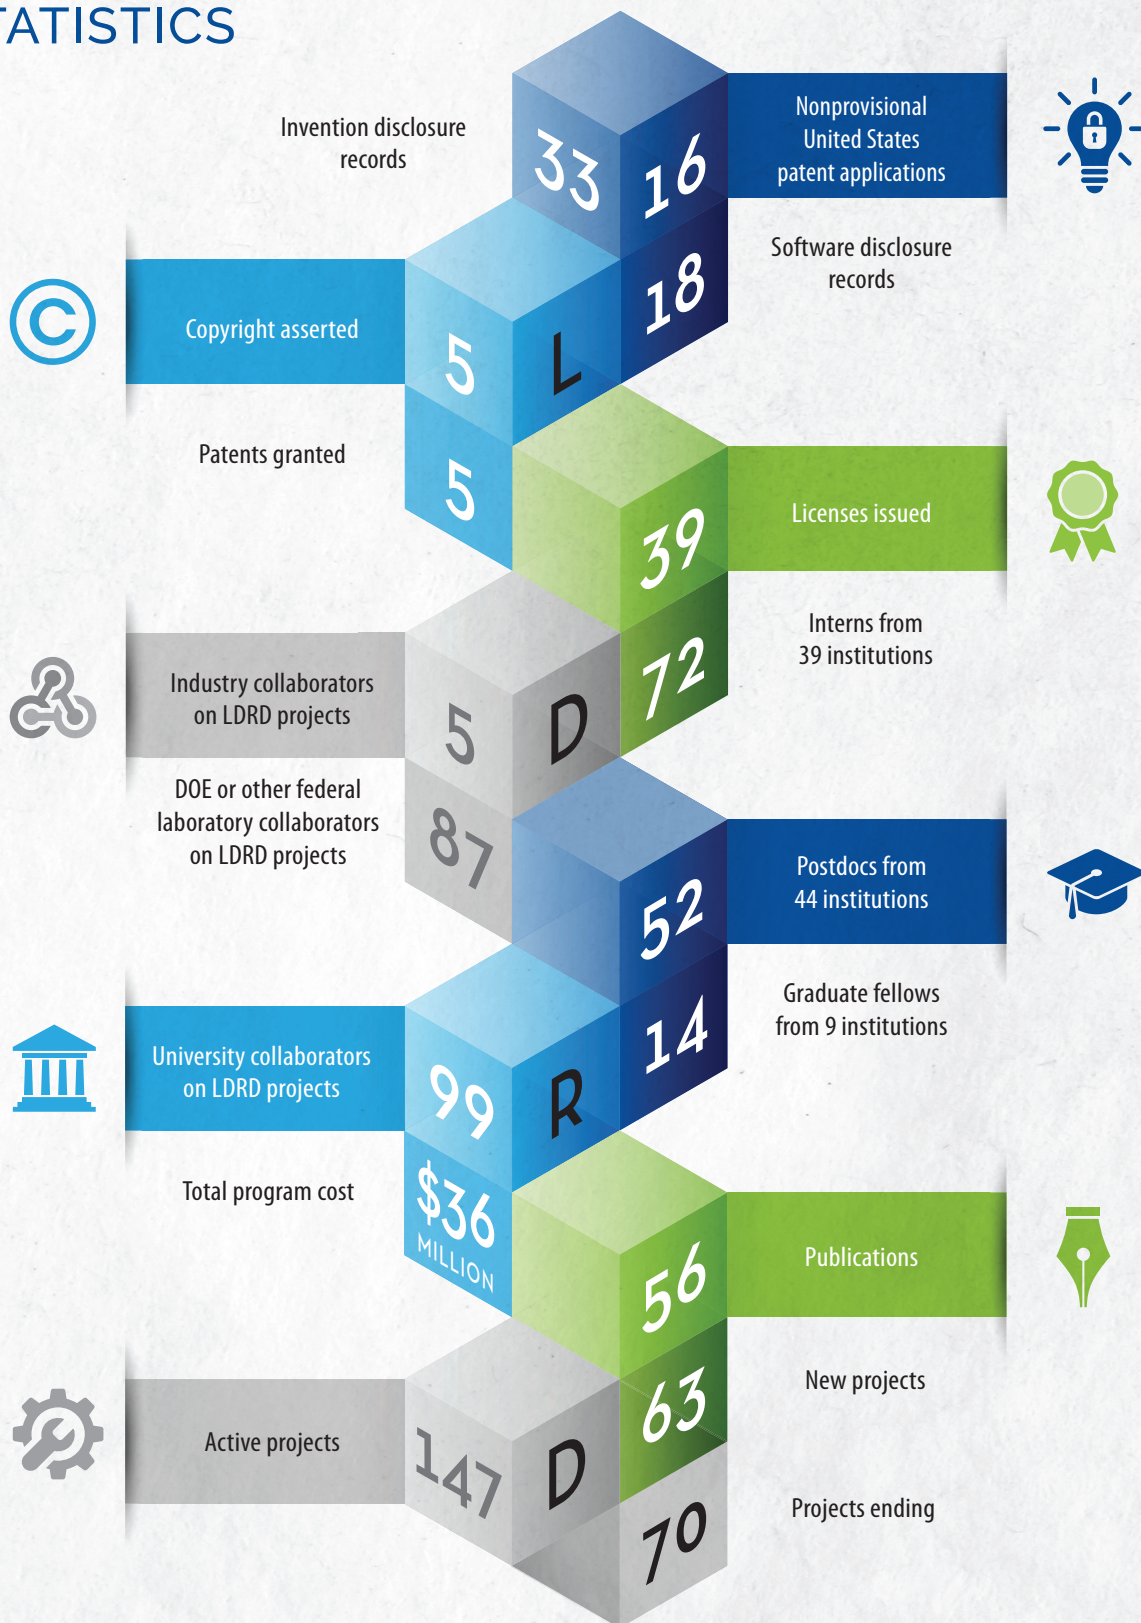 TATISTICS
Invention disclosure
records
33
16
Nonprovisional
United States
patent applications
18
Software disclosure
records
©
Copyright asserted
5
L
Patents granted
5
39
Licenses issued
72
Interns from
39 institutions
Industry collaborators
on LDRD projects
5
D
DOE or other federal
laboratory collaborators
on LDRD projects
87
52
Postdocs from
44 institutions
14
Graduate fellows
from 9 institutions
University collaborators
on LDRD projects
99
R
Total program cost
$36
MILLION
56
Publications
63
New projects
Active projects
147
D
70
Projects ending